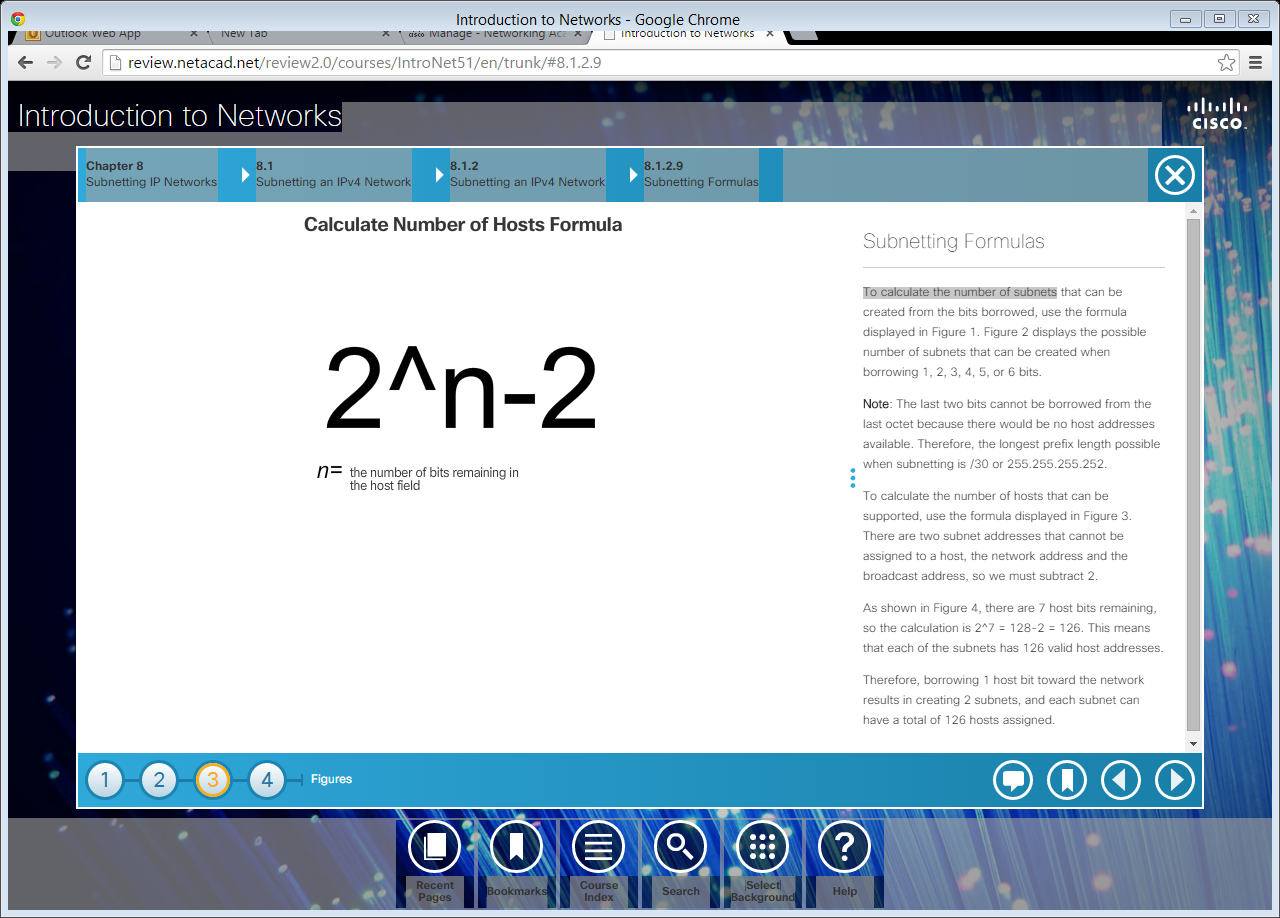 Introduction to Networks - Google Chrome
Outlook Web App
New Tab
Manage - Networking Aca
Introduction to Networks
review.netacad.net/review2.0/courses/IntroNet51/en/trunk/#8.1.2.9
Introduction to Networks
CISCO.
Chapter 8
Subnetting IP Networks
8.1
Subnetting an IPv4 Network
8.1.2
Subnetting an IPv4 Network
8.1.2.9
Subnetting Formulas
Calculate Number of Hosts Formula
2^n-2
n= the number of bits remaining in
the host field
Subnetting Formulas
To calculate the number of subnets that can be
created from the bits borrowed, use the formula
displayed in Figure 1. Figure 2 displays the possible
number of subnets that can be created when
borrowing 1, 2, 3, 4, 5, or 6 bits.
Note: The last two bits cannot be borrowed from the
last octet because there would be no host addresses
available. Therefore, the longest prefix length possible
when subnetting is /30 or 255.255.255.252.
To calculate the number of hosts that can be
supported, use the formula displayed in Figure 3.
There are two subnet addresses that cannot be
assigned to a host, the network address and the
broadcast address, so we must subtract 2.
As shown in Figure 4, there are 7 host bits remaining,
so the calculation is 2^7 = 128-2 = 126. This means
that each of the subnets has 126 valid host addresses.
Therefore, borrowing 1 host bit toward the network
results in creating 2 subnets, and each subnet can
have a total of 126 hosts assigned.
1 2 3 4 Figures
Recent
Pages
Bookmarks
Course
Index
Search
Select
Background
?
Help